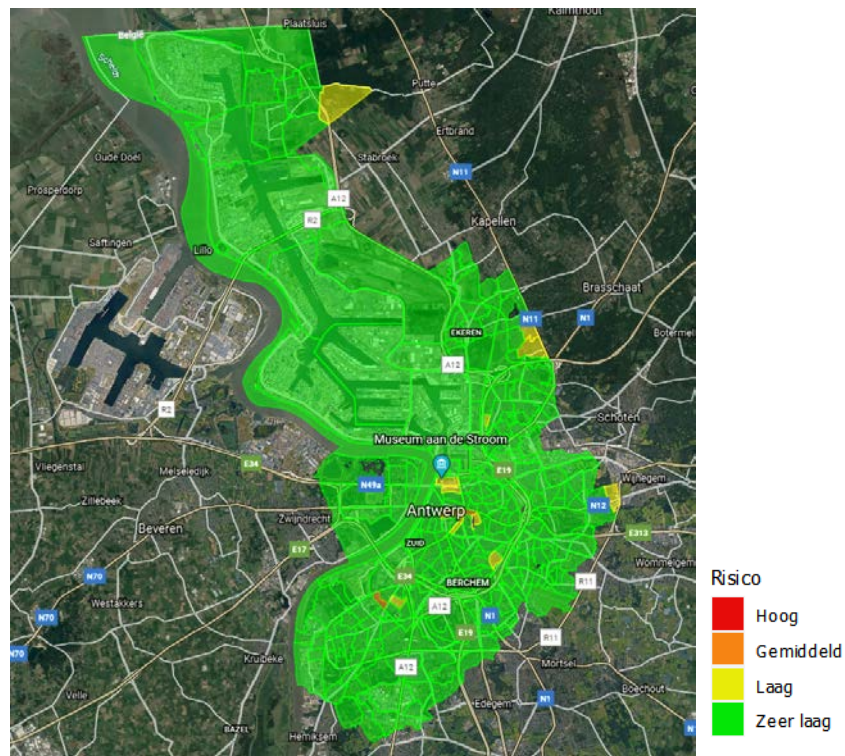 Plaatsluis
Kalmthout
België
Schelde
Putte
Ertbrand
Oude Doel
Stabroek
N11
Prosperdorp
A12
R2
Kapellen
Saftingen
Lillo
Brasschaat
N11
N1
EKEREN
A12
R2
Schoten
Museum aan de Stroom
Vliegenstal
Melseledijk
E34
E19
Wijnegem
N49a
Zillebeek
N12
Zwijndrecht
Antwerp
Beveren
E313
E17
ZUID
Wommelgem
N70
E34
BERCHEM
R11
Westakkers
A12
N70
N1
E19
R11
N70
Kruibeke
A12
Mortsel
Velle
Edegem
N1
Boechout
BAZEL
Hemiksem
Risico
Hoog
Gemiddeld
Laag
Zeer laag